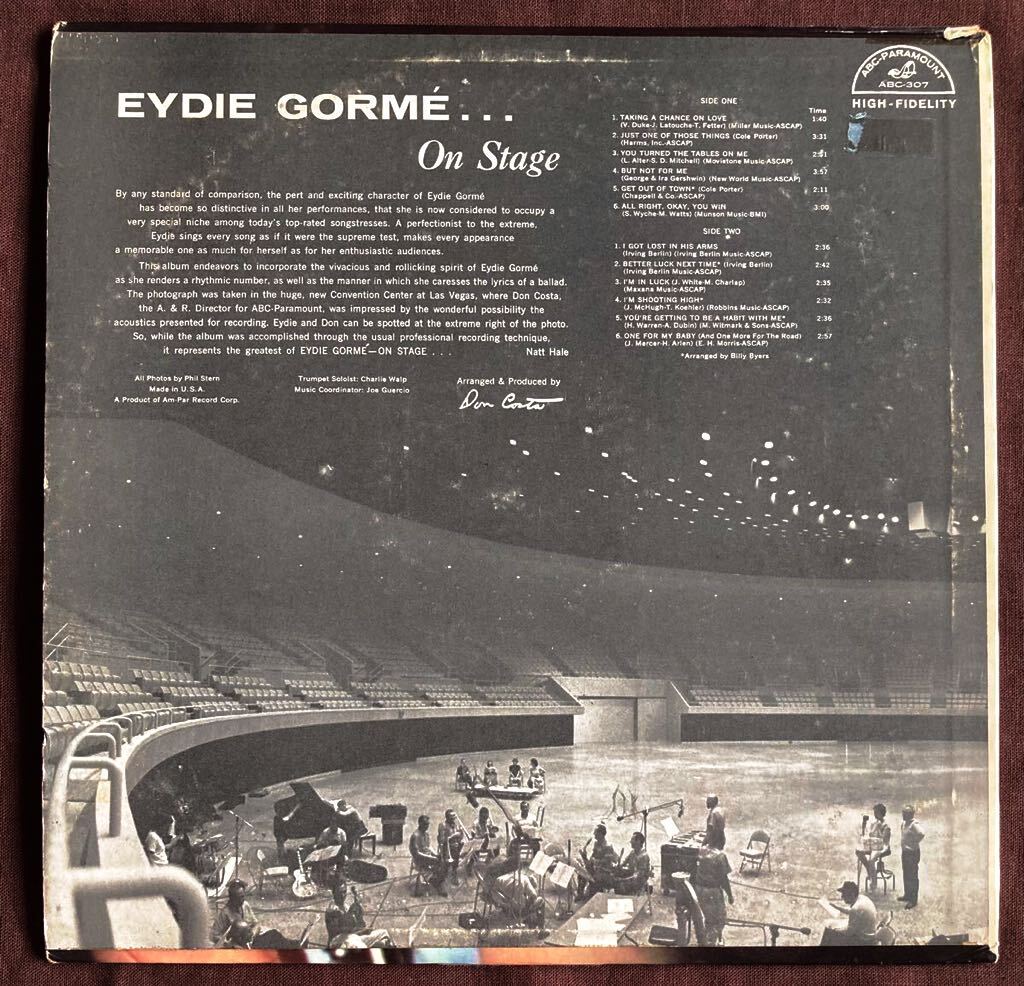 EYDIE GORMÉ...
On Stage
By any standard of comparison, the pert and exciting character of Eydie Gormé
has become so distinctive in all her performances, that she is now considered to occupy a
very special niche among today's top-rated songstresses. A perfectionist to the extreme,
Eydie sings every song as if it were the supreme test, makes every appearance
a memorable one as much for herself as for her enthusiastic audiences.
This album endeavors to incorporate the vivacious and rollicking spirit of Eydie Gormé
as she renders a rhythmic number, as well as the manner in which she caresses the lyrics of a ballad.
The photograph was taken in the huge, new Convention Center at Las Vegas, where Don Costa,
the A. & R. Director for ABC-Paramount, was impressed by the wonderful possibility the
acoustics presented for recording. Eydie and Don can be spotted at the extreme right of the photo.
So, while the album was accomplished through the usual professional recording technique,
it represents the greatest of EYDIE GORMÉ—ON STAGE . . . Natt Hale
All Photos by Phil Stern
Made in U.S.A.
A Product of Am-Par Record Corp.
Trumpet Soloist: Charlie Walp
Music Coordinator: Joe Guercio
Arranged & Produced by
Don Costa
SIDE ONE
Time
1. TAKING A CHANCE ON LOVE 1:40
(V. Duke-J. Latouche-T. Fetter) (Miller Music-ASCAP)
2. JUST ONE OF THOSE THINGS (Cole Porter) 3:31
(Harms, Inc.-ASCAP)
3. YOU TURNED THE TABLES ON ME 2:51
(L. Alter-S. D. Mitchell) (Movietone Music-ASCAP)
4. BUT NOT FOR ME 3:57
(George & Ira Gershwin) (New World Music-ASCAP)
5. GET OUT OF TOWN* (Cole Porter) 2:11
(Chappell & Co.-ASCAP)
6. ALL RIGHT, OKAY, YOU WIN 3:00
(S. Wyche-M. Watts) (Munson Music-BMI)
SIDE TWO
1. I GOT LOST IN HIS ARMS 2:36
(Irving Berlin) (Irving Berlin Music-ASCAP)
2. BETTER LUCK NEXT TIME* (Irving Berlin) 2:42
(Irving Berlin Music-ASCAP)
3. I'M IN LUCK (J. White-M. Charlap) 2:35
(Maxana Music-ASCAP)
4. I'M SHOOTING HIGH* 2:32
(J. McHugh-T. Koehler) (Robbins Music-ASCAP)
5. YOU'RE GETTING TO BE A HABIT WITH ME* 2:36
(H. Warren-A. Dubin) (M. Witmark & Sons-ASCAP)
6. ONE FOR MY BABY (And One More For The Road) 2:57
(J. Mercer-H. Arlen) (E. H. Morris-ASCAP)
*Arranged by Billy Byers
ABC-PARAMOUNT
ABC-307
HIGH-FIDELITY